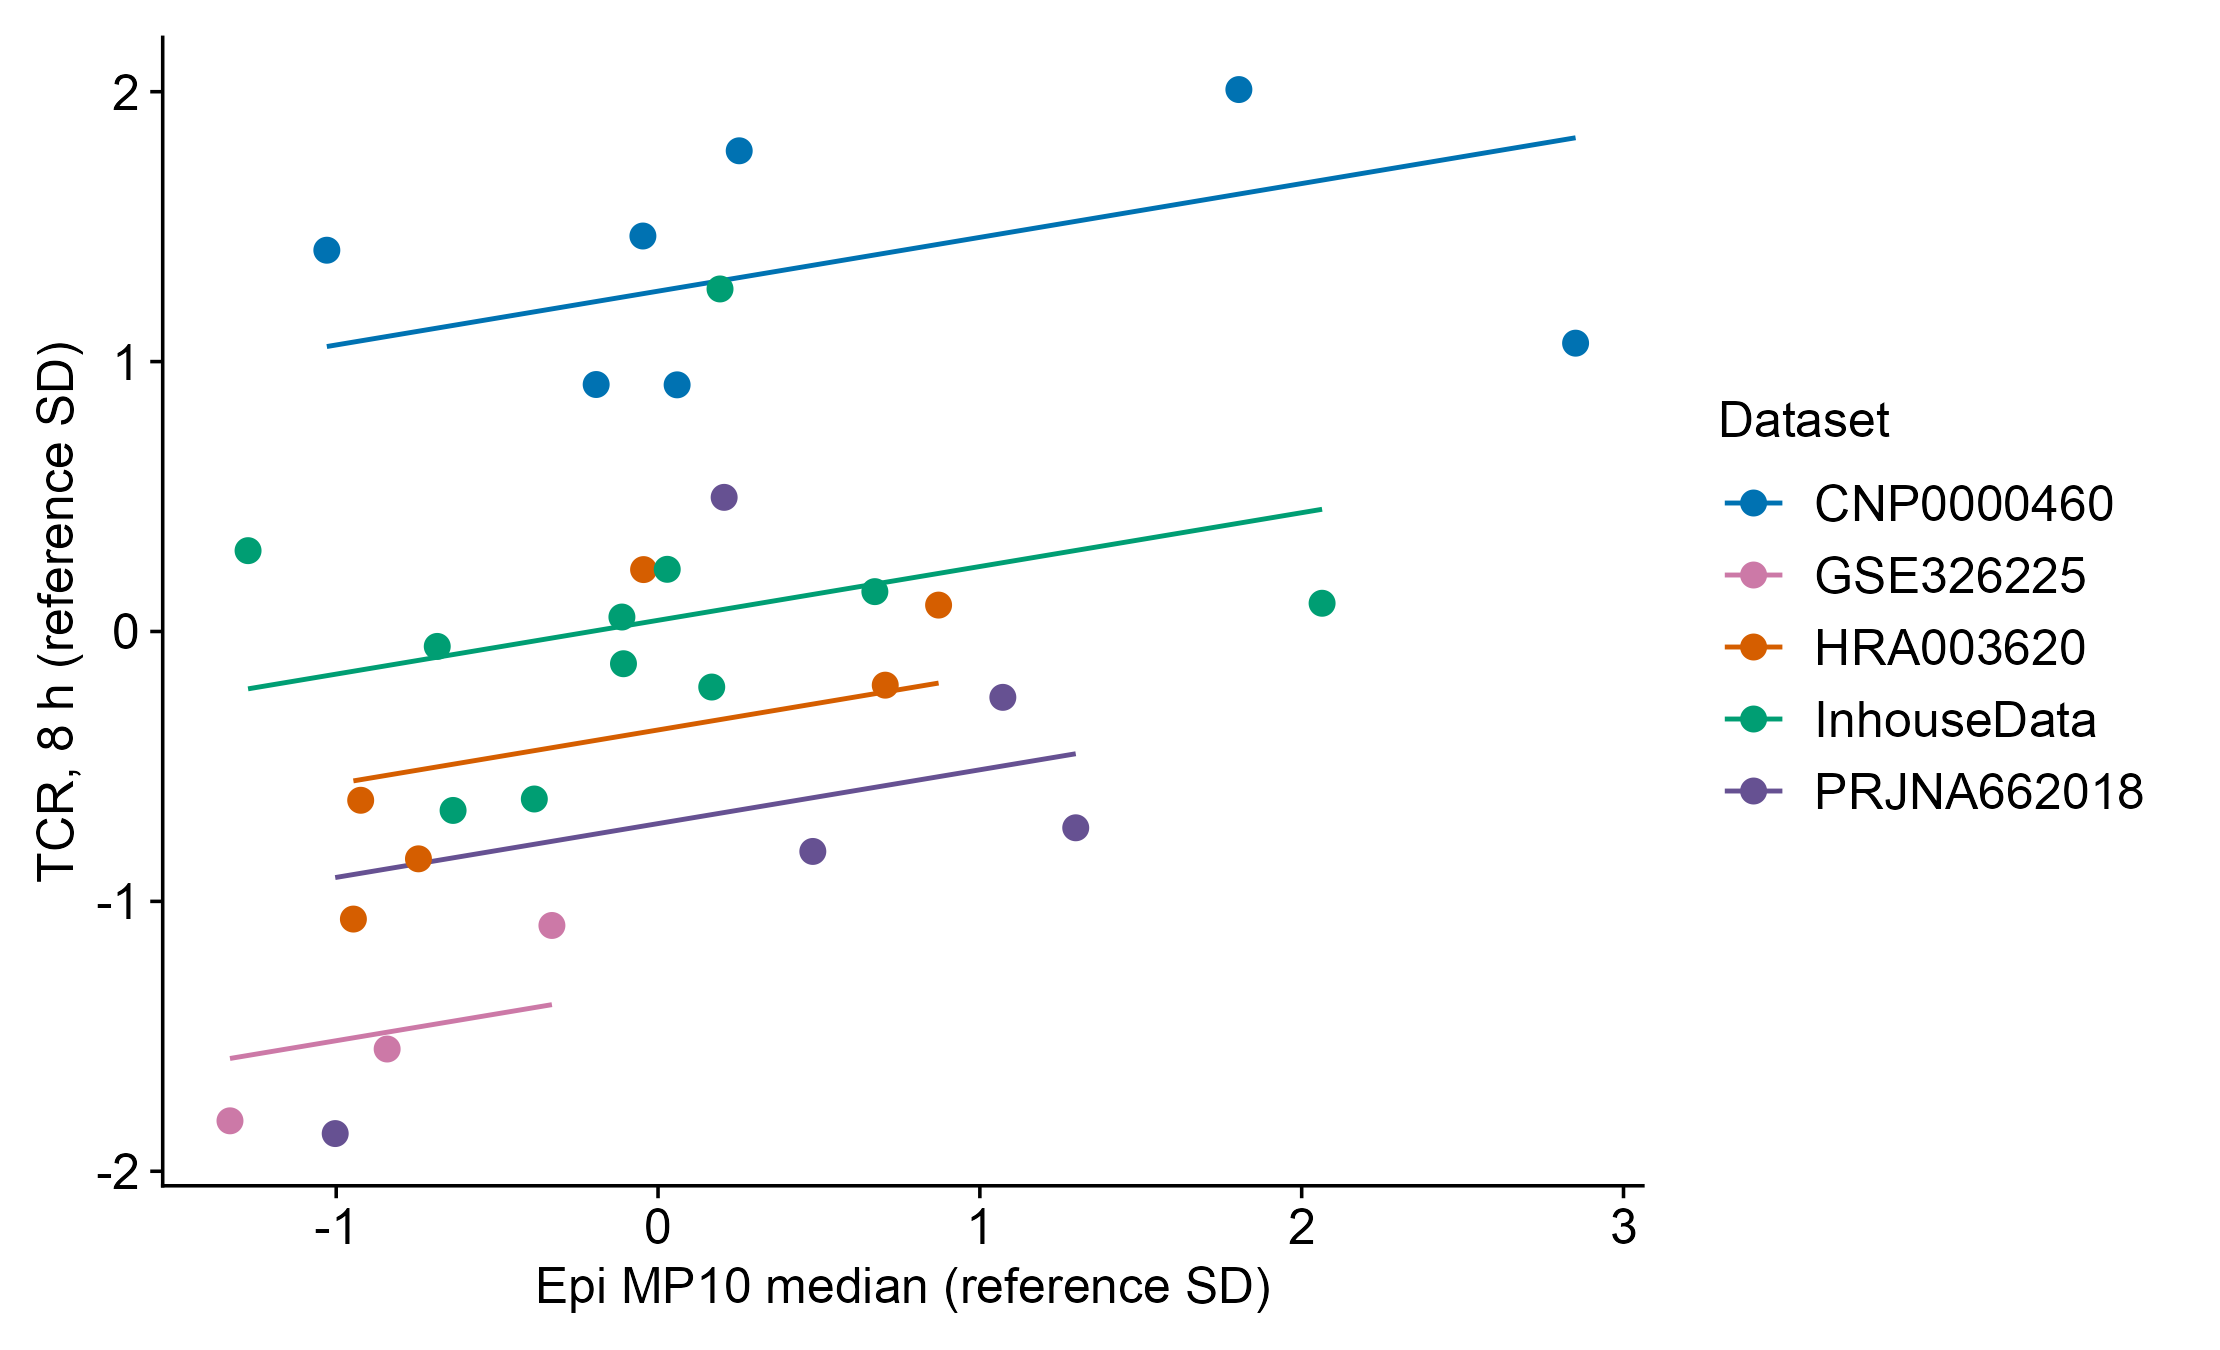 2
1
0
-1
-2
TCR, 8 h (reference SD)
-1 0 1 2 3
Epi MP10 median (reference SD)
Dataset
CNP0000460
GSE326225
HRA003620
InhouseData
PRJNA662018